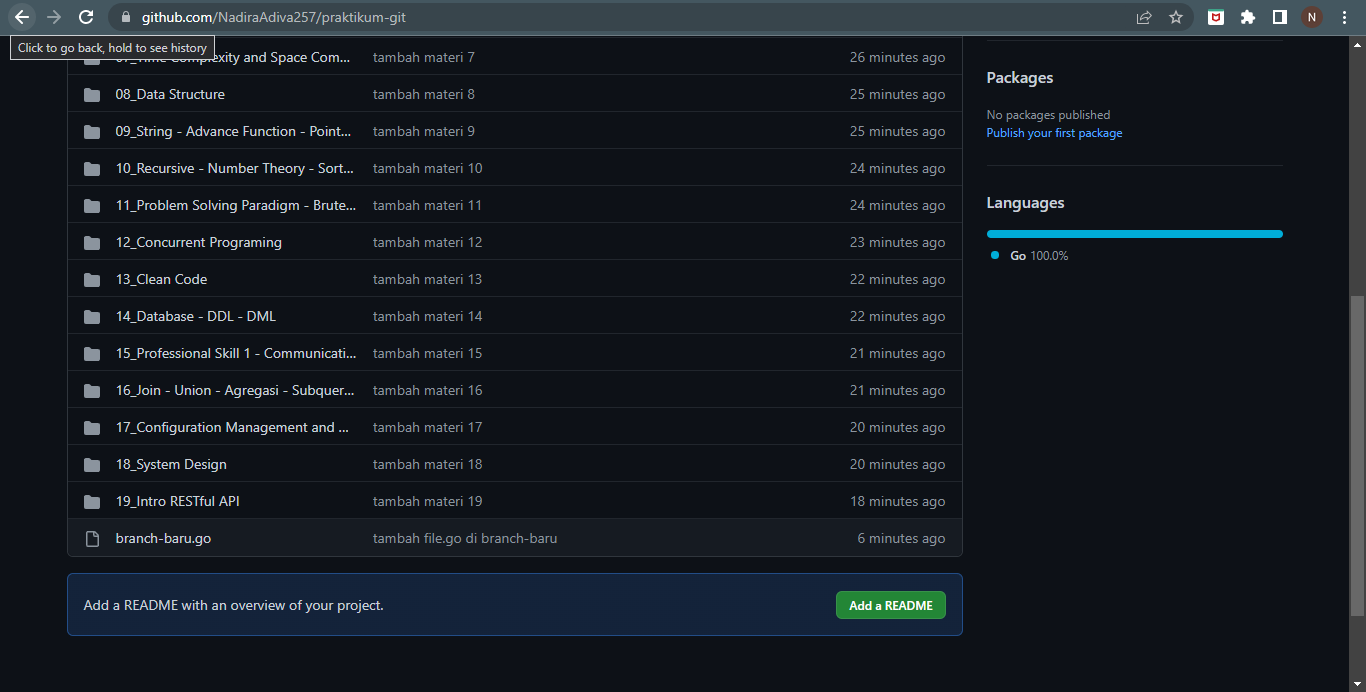 github.com/NadiraAdiva257/praktikum-git
N
Click to go back, hold to see history
07_Time Complexity and Space Com... tambah materi 7 26 minutes ago
08_Data Structure tambah materi 8 25 minutes ago
09_String - Advance Function - Point... tambah materi 9 25 minutes ago
10_Recursive - Number Theory - Sort... tambah materi 10 24 minutes ago
11_Problem Solving Paradigm - Brute... tambah materi 11 24 minutes ago
12_Concurrent Programing tambah materi 12 23 minutes ago
13_Clean Code tambah materi 13 22 minutes ago
14_Database - DDL - DML tambah materi 14 22 minutes ago
15_Professional Skill 1 - Communicati... tambah materi 15 21 minutes ago
16_Join - Union - Agregasi - Subquer... tambah materi 16 21 minutes ago
17_Configuration Management and ... tambah materi 17 20 minutes ago
18_System Design tambah materi 18 20 minutes ago
19_Intro RESTful API tambah materi 19 18 minutes ago
branch-baru.go tambah file.go di branch-baru 6 minutes ago
Add a README with an overview of your project. Add a README
Packages
No packages published
Publish your first package
Languages
Go 100.0%